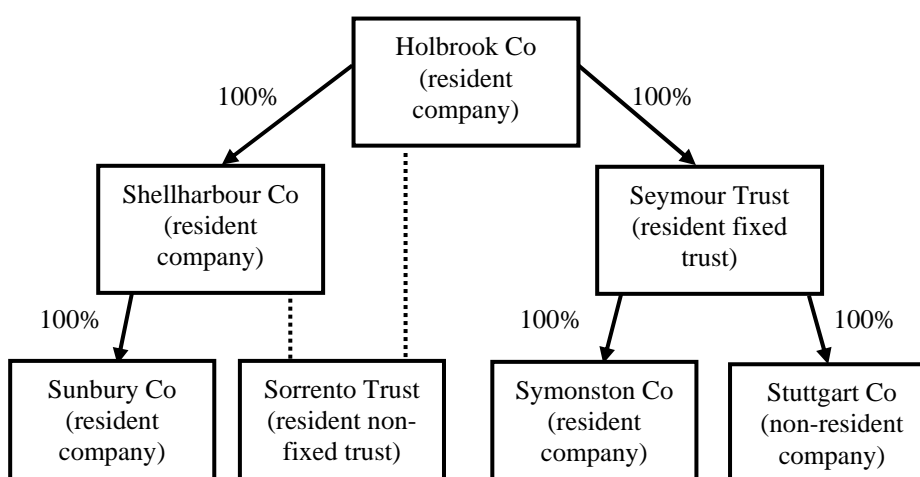 Holbrook Co
(resident
company)
100%
100%
Shellharbour Co
(resident
company)
Seymour Trust
(resident fixed
trust)
100%
100%
100%
Sunbury Co
(resident
company)
Sorrento Trust
(resident non-
fixed trust)
Symonston Co
(resident
company)
Stuttgart Co
(non-resident
company)